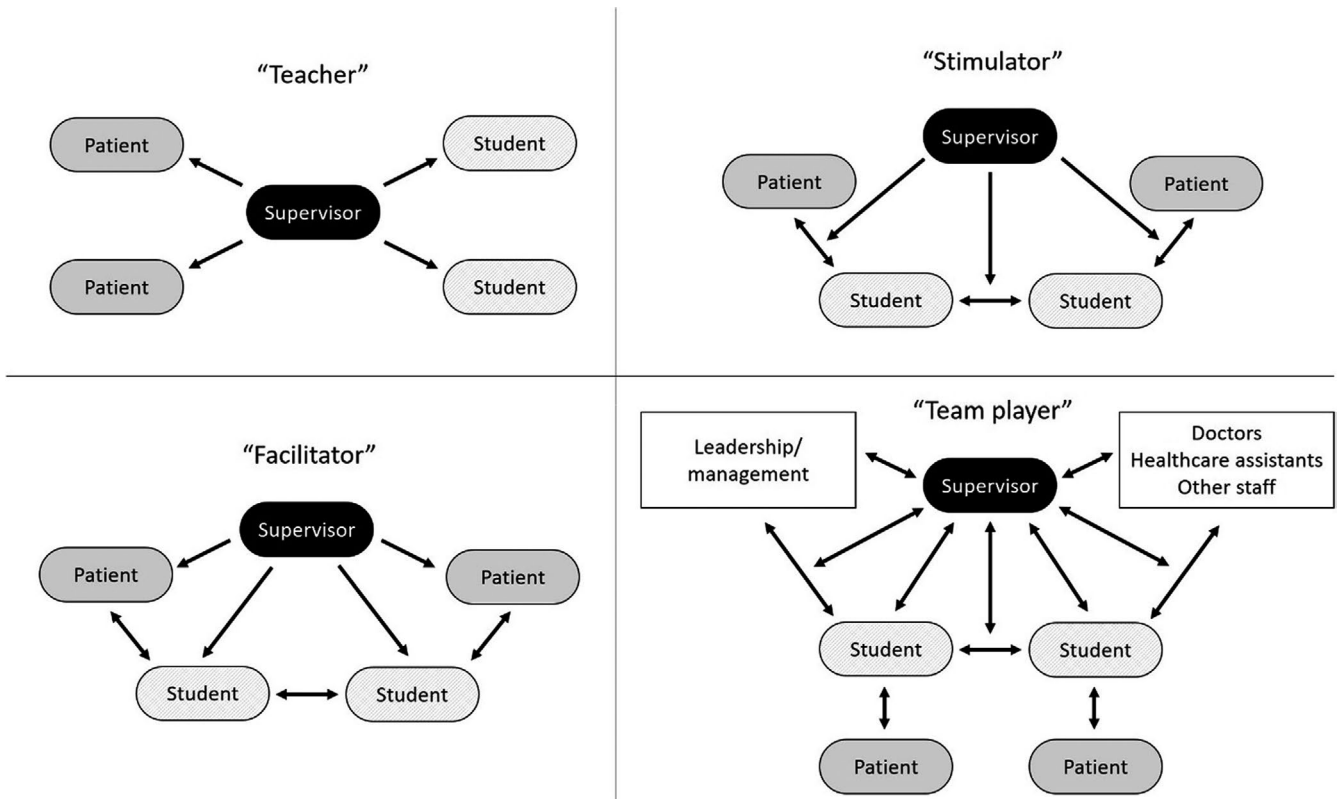 “Teacher”
Patient
Student
Supervisor
Patient
Student
“Stimulator”
Supervisor
Patient
Patient
Student
Student
“Facilitator”
Supervisor
Patient
Patient
Student
Student
“Team player”
Leadership/
management
Doctors
Healthcare assistants
Other staff
Supervisor
Student
Student
Patient
Patient